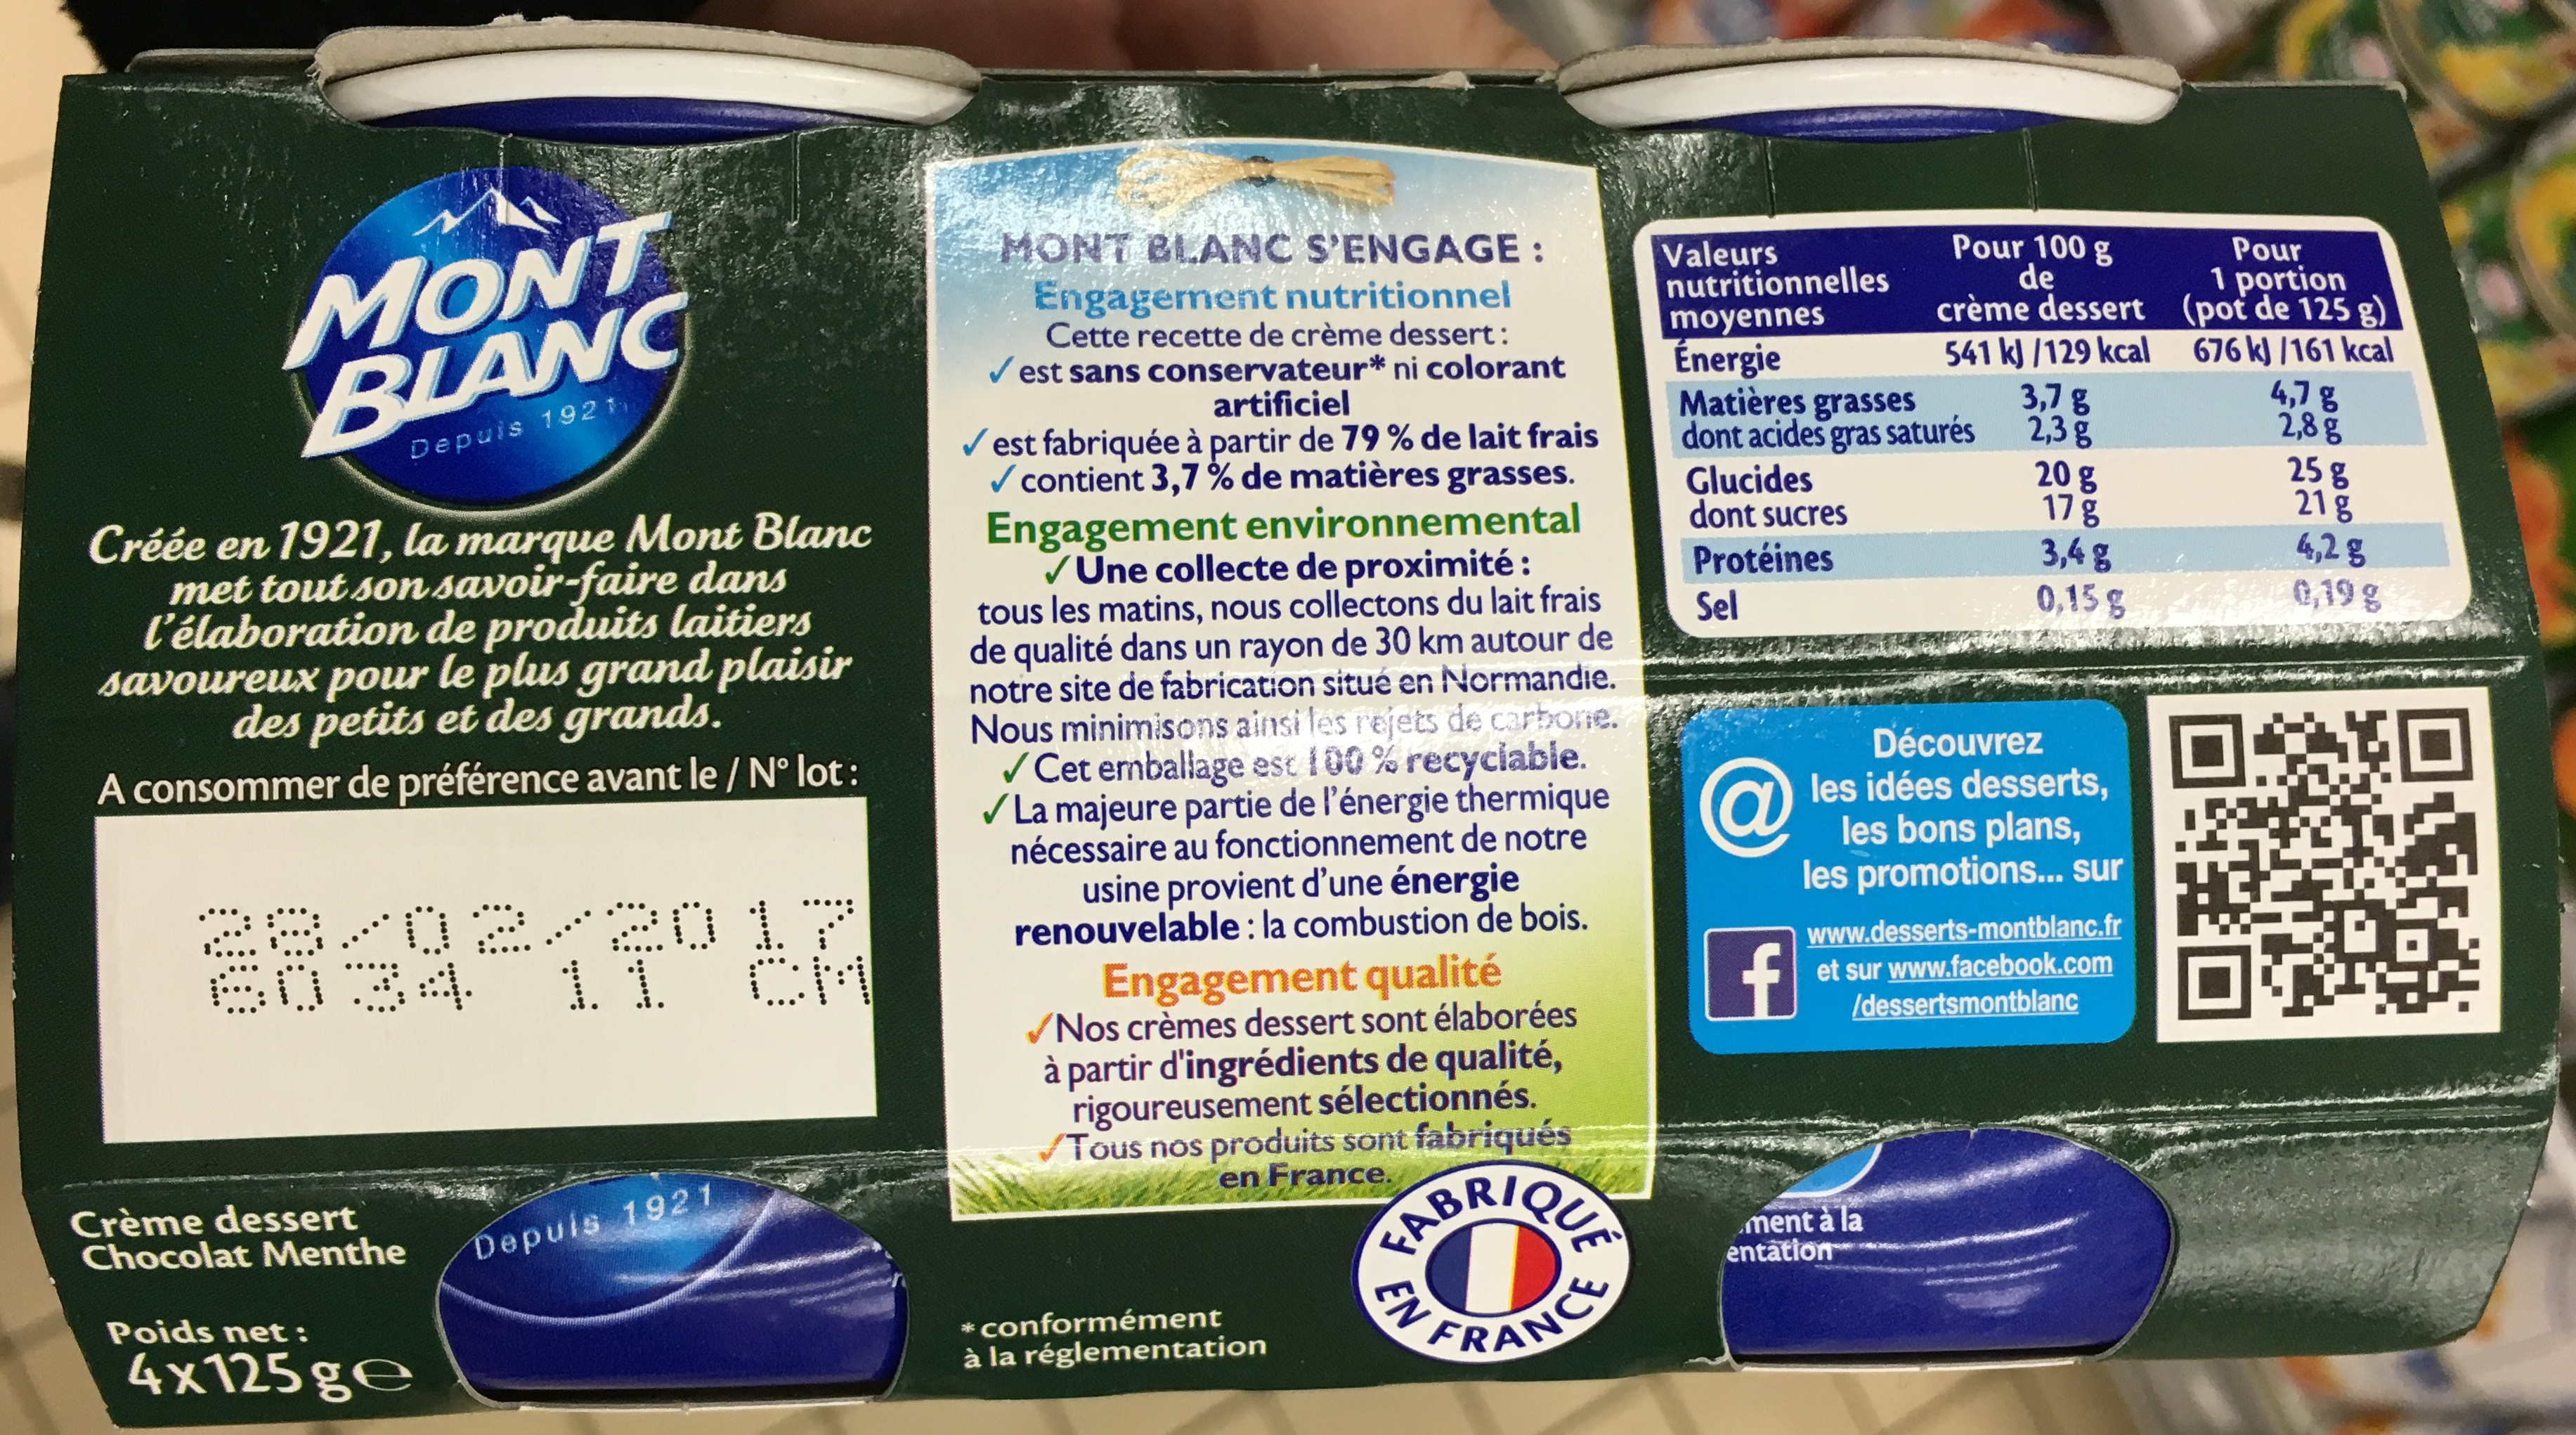 MONT
BLANC
Depuis 1921
Créée en 1921, la marque Mont Blanc
met tout son savoir-faire dans
l'élaboration de produits laitiers
savoureux pour le plus grand plaisir
des petits et des grands.
A consommer de préférence avant le / N° lot :
28/02/2017
6034 11 CM
Crème dessert
Chocolat Menthe
Poids net :
4x125g℮
Depuis 1921
MONT BLANC S'ENGAGE :
Engagement nutritionnel
Cette recette de crème dessert :
✓ est sans conservateur* ni colorant
artificiel
✓ est fabriquée à partir de 79 % de lait frais
✓ contient 3,7 % de matières grasses.
Engagement environnemental
✓ Une collecte de proximité :
tous les matins, nous collectons du lait frais
de qualité dans un rayon de 30 km autour de
notre site de fabrication situé en Normandie.
Nous minimisons ainsi les rejets de carbone.
✓ Cet emballage est 100 % recyclable.
✓ La majeure partie de l'énergie thermique
nécessaire au fonctionnement de notre
usine provient d'une énergie
renouvelable : la combustion de bois.
Engagement qualité
✓ Nos crèmes dessert sont élaborées
à partir d'ingrédients de qualité,
rigoureusement sélectionnés.
✓ Tous nos produits sont fabriqués
en France.
*conformément
à la réglementation
FABRIQUÉ
EN FRANCE
Valeurs nutritionnelles moyennes Pour 100 g de crème dessert Pour 1 portion (pot de 125 g)
Énergie 541 kJ /129 kcal 676 kJ /161 kcal
Matières grasses 3,7 g 4,7 g
dont acides gras saturés 2,3 g 2,8 g
Glucides 20 g 25 g
dont sucres 17 g 21 g
Protéines 3,4 g 4,2 g
Sel 0,15 g 0,19 g
@
Découvrez
les idées desserts,
les bons plans,
les promotions... sur
f
www.desserts-montblanc.fr
et sur www.facebook.com
/dessertsmontblanc
ment à la
entation